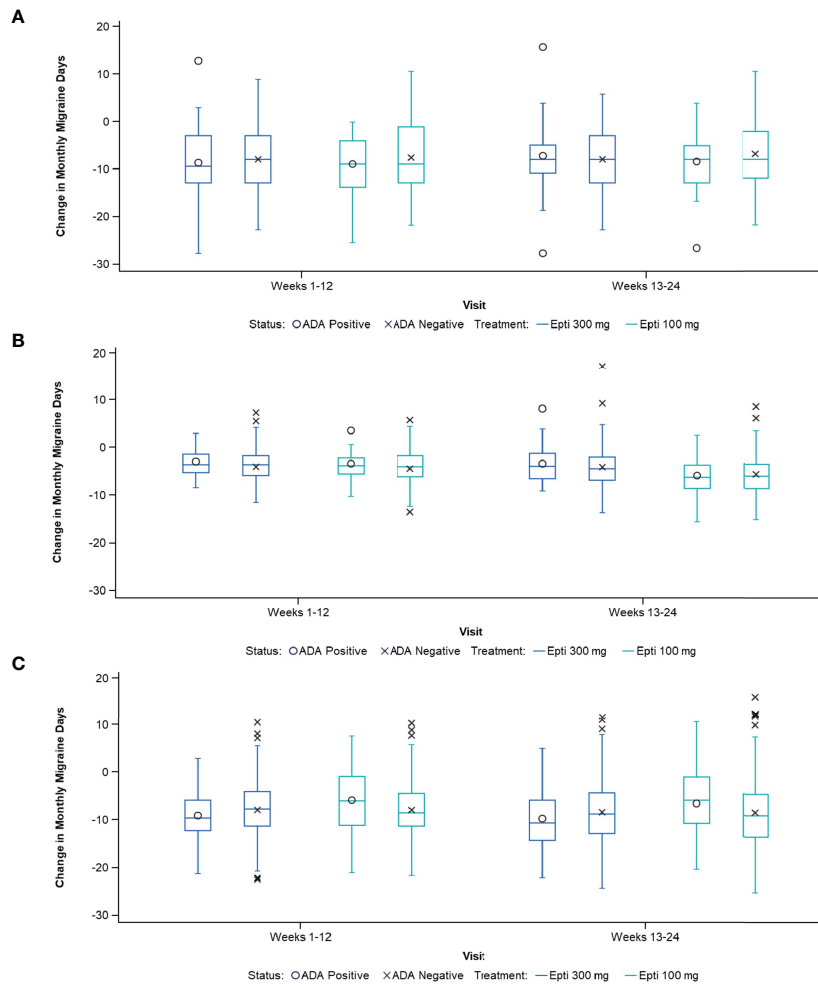 A
Change in Monthly Migraine Days
20
10
0
-10
-20
-30
Weeks 1-12
Weeks 13-24
Visit
Status: ADA Positive ADA Negative Treatment: Epti 300 mg Epti 100 mg
B
Change in Monthly Migraine Days
20
10
0
-10
-20
-30
Weeks 1-12
Weeks 13-24
Visit
Status: ADA Positive ADA Negative Treatment: Epti 300 mg Epti 100 mg
C
Change in Monthly Migraine Days
20
10
0
-10
-20
-30
Weeks 1-12
Weeks 13-24
Visit
Status: ADA Positive ADA Negative Treatment: Epti 300 mg Epti 100 mg